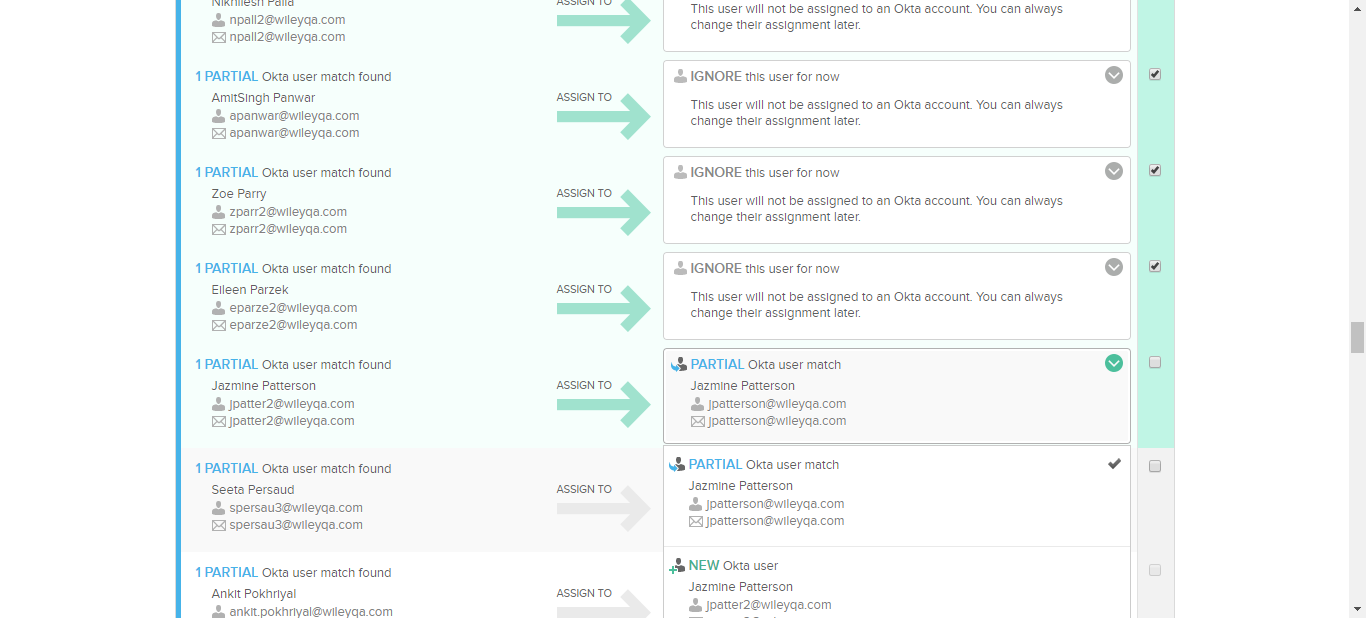 Nikhilesh Palla
npall2@wileyqa.com
npall2@wileyqa.com
ASSIGN TO
This user will not be assigned to an Okta account. You can always
change their assignment later.
1 PARTIAL Okta user match found
AmitSingh Panwar
apanwar@wileyqa.com
apanwar@wileyqa.com
ASSIGN TO
IGNORE this user for now
This user will not be assigned to an Okta account. You can always
change their assignment later.
1 PARTIAL Okta user match found
Zoe Parry
zparr2@wileyqa.com
zparr2@wileyqa.com
ASSIGN TO
IGNORE this user for now
This user will not be assigned to an Okta account. You can always
change their assignment later.
1 PARTIAL Okta user match found
Eileen Parzek
eparze2@wileyqa.com
eparze2@wileyqa.com
ASSIGN TO
IGNORE this user for now
This user will not be assigned to an Okta account. You can always
change their assignment later.
1 PARTIAL Okta user match found
Jazmine Patterson
jpatter2@wileyqa.com
jpatter2@wileyqa.com
ASSIGN TO
PARTIAL Okta user match
Jazmine Patterson
jpatterson@wileyqa.com
jpatterson@wileyqa.com
1 PARTIAL Okta user match found
Seeta Persaud
spersau3@wileyqa.com
spersau3@wileyqa.com
ASSIGN TO
PARTIAL Okta user match
Jazmine Patterson
jpatterson@wileyqa.com
jpatterson@wileyqa.com
1 PARTIAL Okta user match found
Ankit Pokhriyal
ankit.pokhriyal@wileyqa.com
ASSIGN TO
NEW Okta user
Jazmine Patterson
jpatter2@wileyqa.com